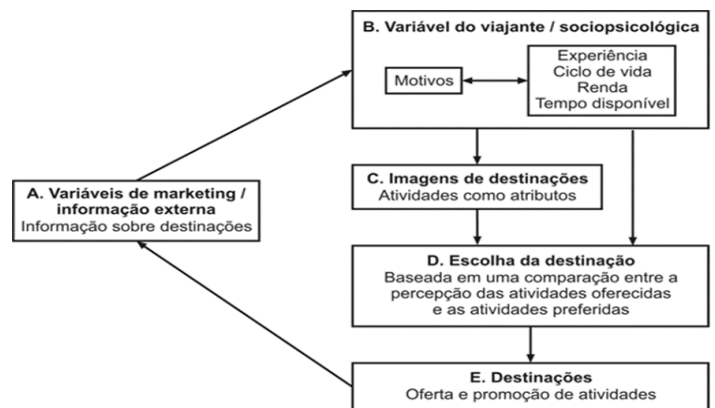 B. Variável do viajante / sociopsicológica
Motivos
Experiência
Ciclo de vida
Renda
Tempo disponível
A. Variáveis de marketing /
informação externa
Informação sobre destinações
C. Imagens de destinações
Atividades como atributos
D. Escolha da destinação
Baseada em uma comparação entre a
percepção das atividades oferecidas
e as atividades preferidas
E. Destinações
Oferta e promoção de atividades